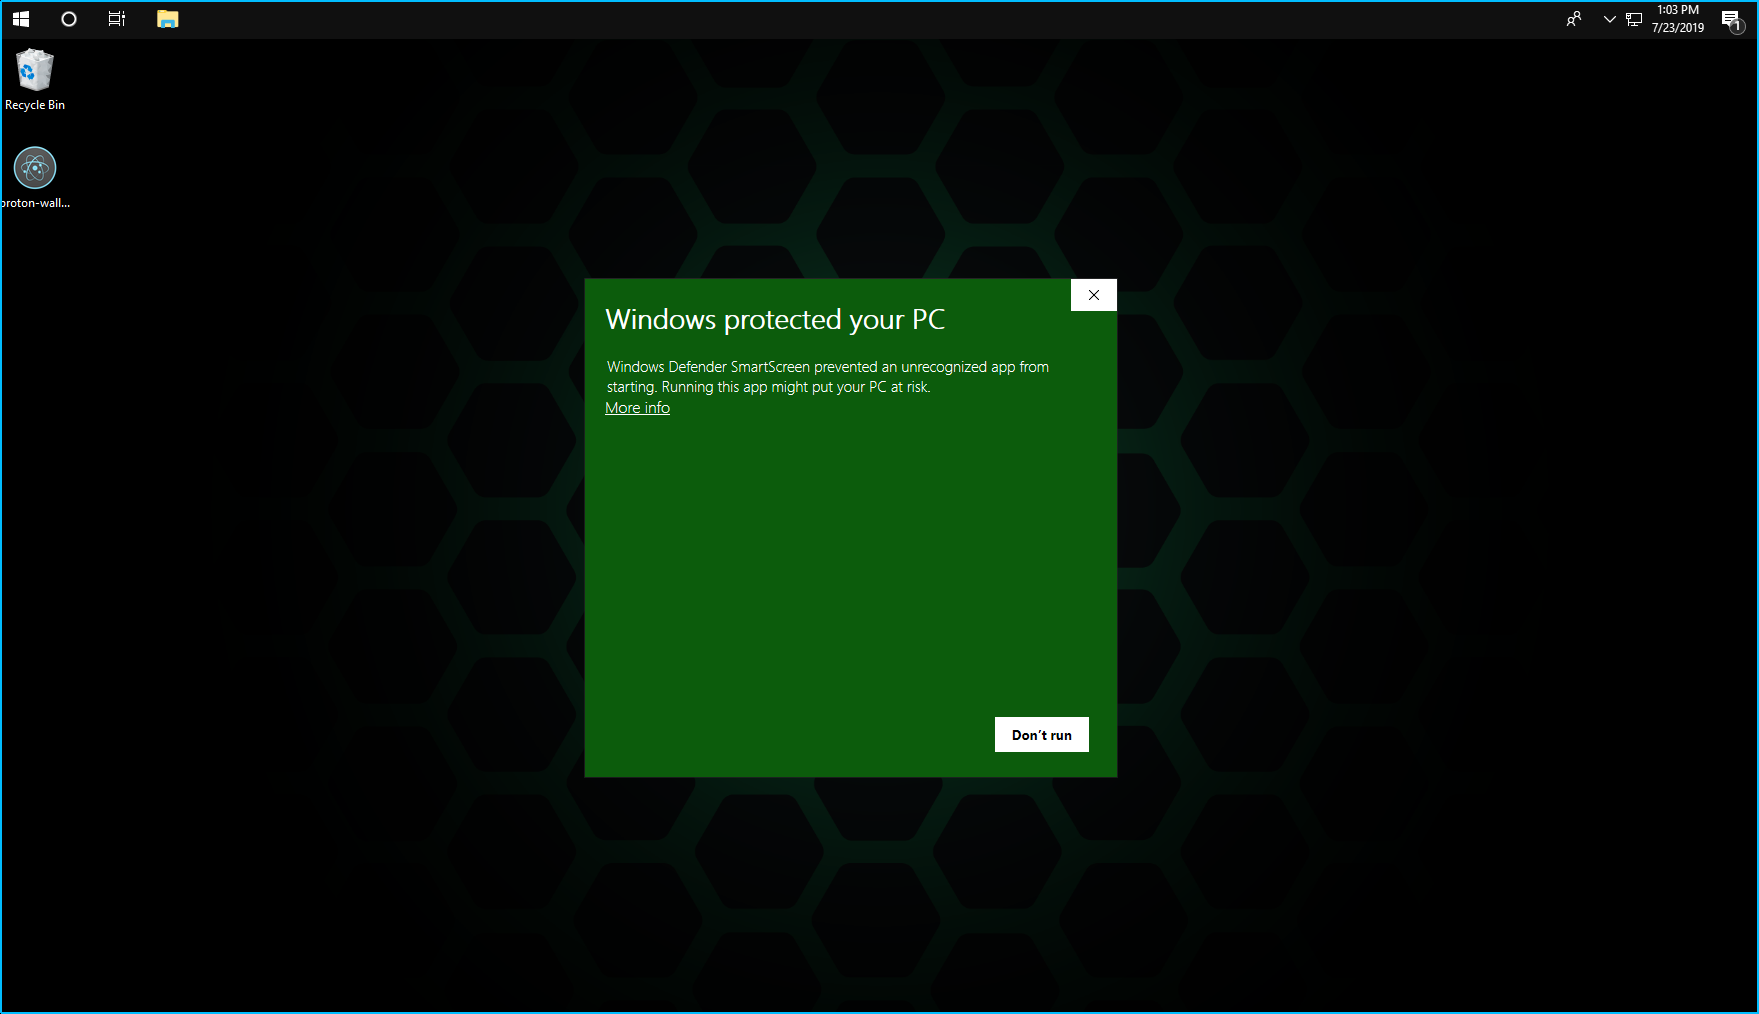 1:03 PM
7/23/2019
1
Recycle Bin
proton-wall...
Windows protected your PC
Windows Defender SmartScreen prevented an unrecognized app from
starting. Running this app might put your PC at risk.
More info
Don't run